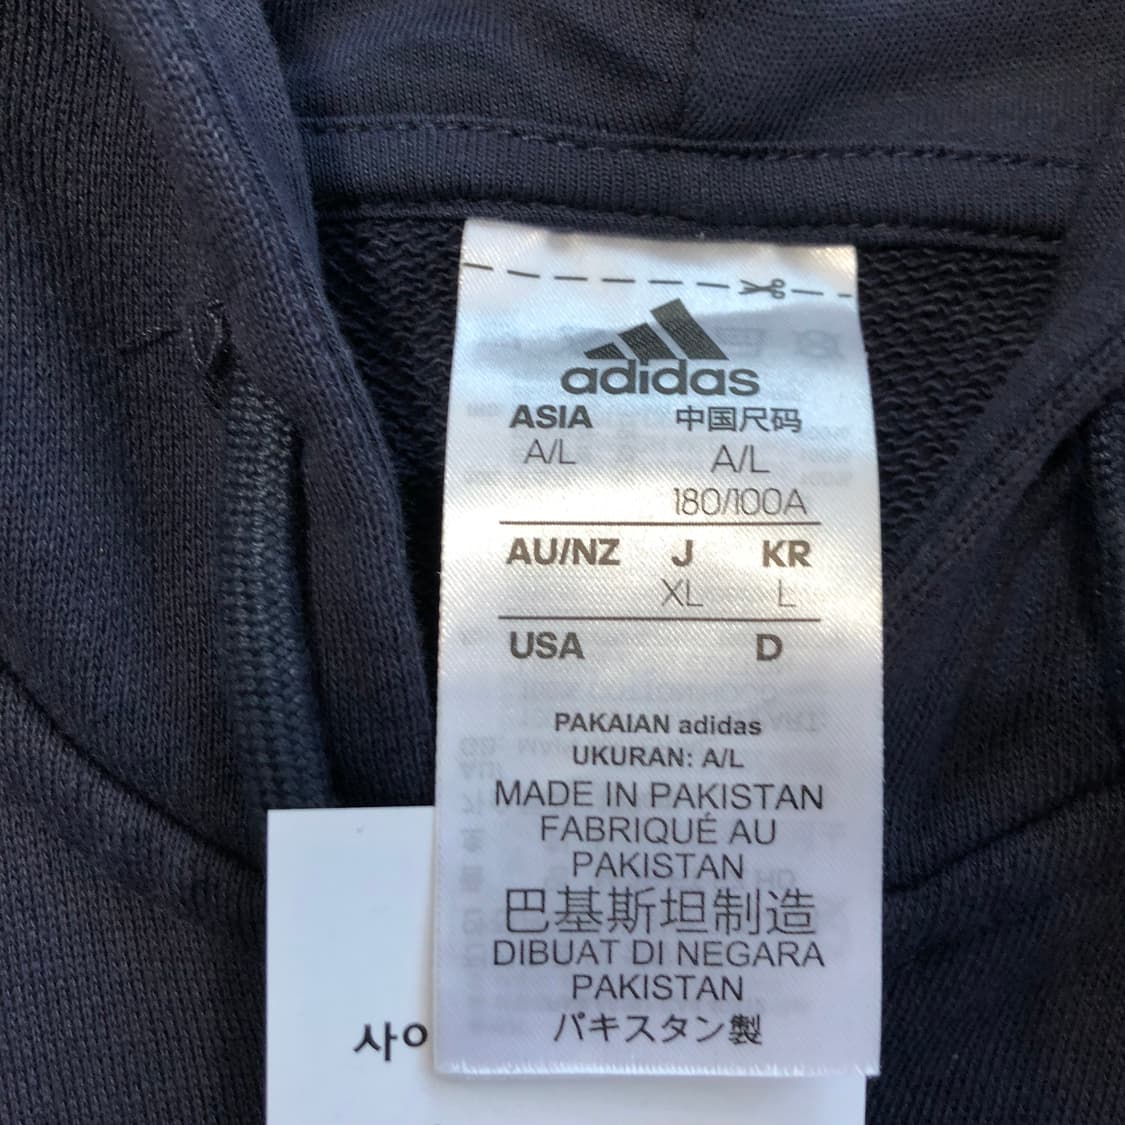 adidas
ASIA 中国尺码
A/L A/L
180/100A
AU/NZ J KR
XL L
USA D
PAKAIAN adidas
UKURAN: A/L
MADE IN PAKISTAN
FABRIQUÉ AU
PAKISTAN
巴基斯坦制造
DIBUAT DI NEGARA
PAKISTAN
パキスタン製
사이